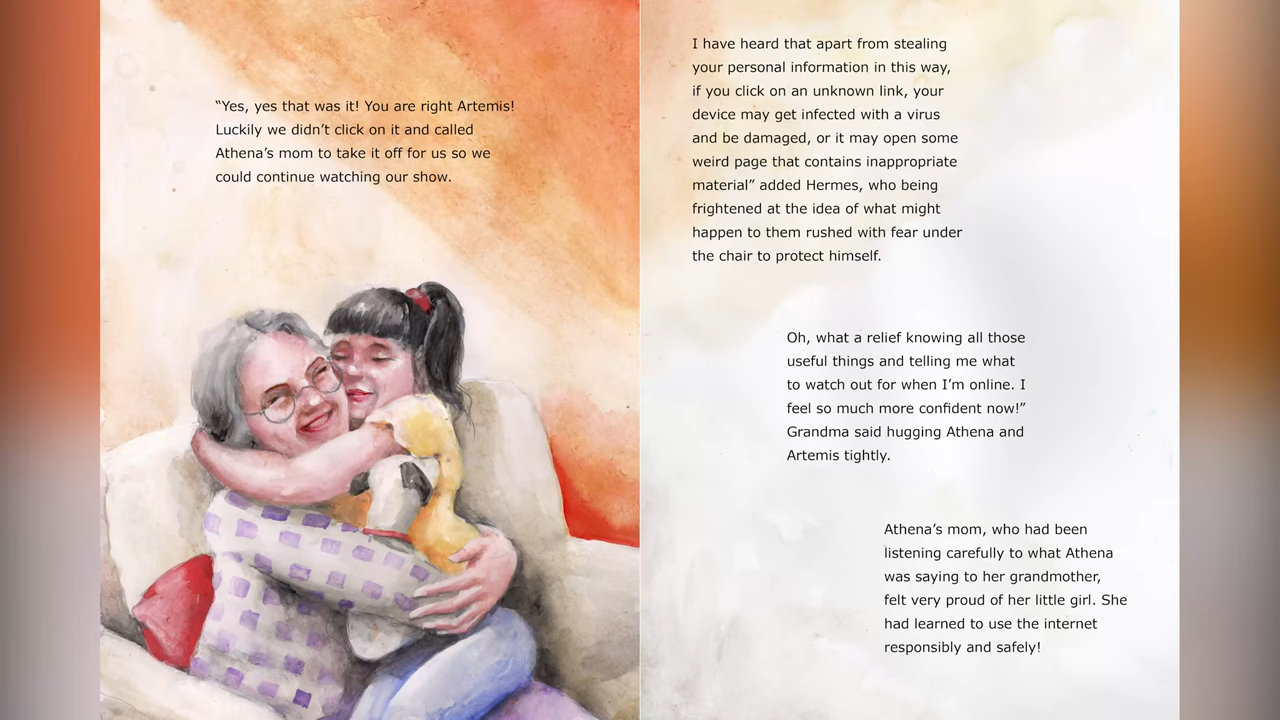 “Yes, yes that was it! You are right Artemis!
Luckily we didn’t click on it and called
Athena’s mom to take it off for us so we
could continue watching our show.
I have heard that apart from stealing
your personal information in this way,
if you click on an unknown link, your
device may get infected with a virus
and be damaged, or it may open some
weird page that contains inappropriate
material” added Hermes, who being
frightened at the idea of what might
happen to them rushed with fear under
the chair to protect himself.
Oh, what a relief knowing all those
useful things and telling me what
to watch out for when I’m online. I
feel so much more confident now!”
Grandma said hugging Athena and
Artemis tightly.
Athena’s mom, who had been
listening carefully to what Athena
was saying to her grandmother,
felt very proud of her little girl. She
had learned to use the internet
responsibly and safely!